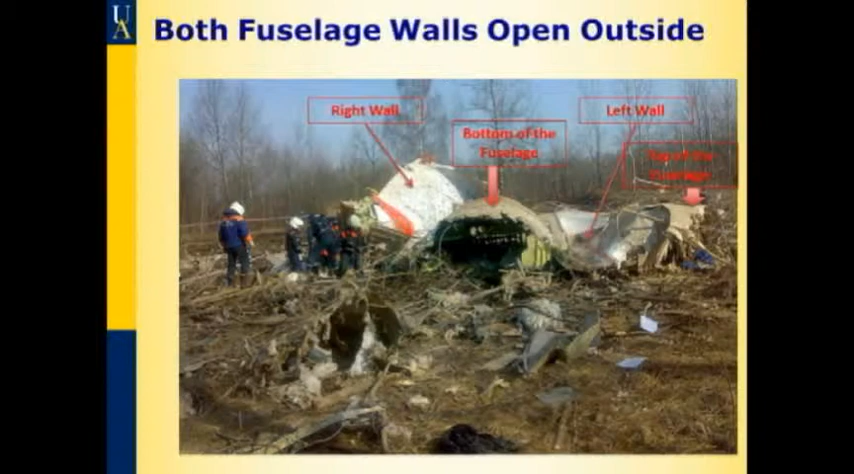 UA
Both Fuselage Walls Open Outside
Right Wall
Left Wall
Bottom of the
Fuselage
Top of the
Fuselage